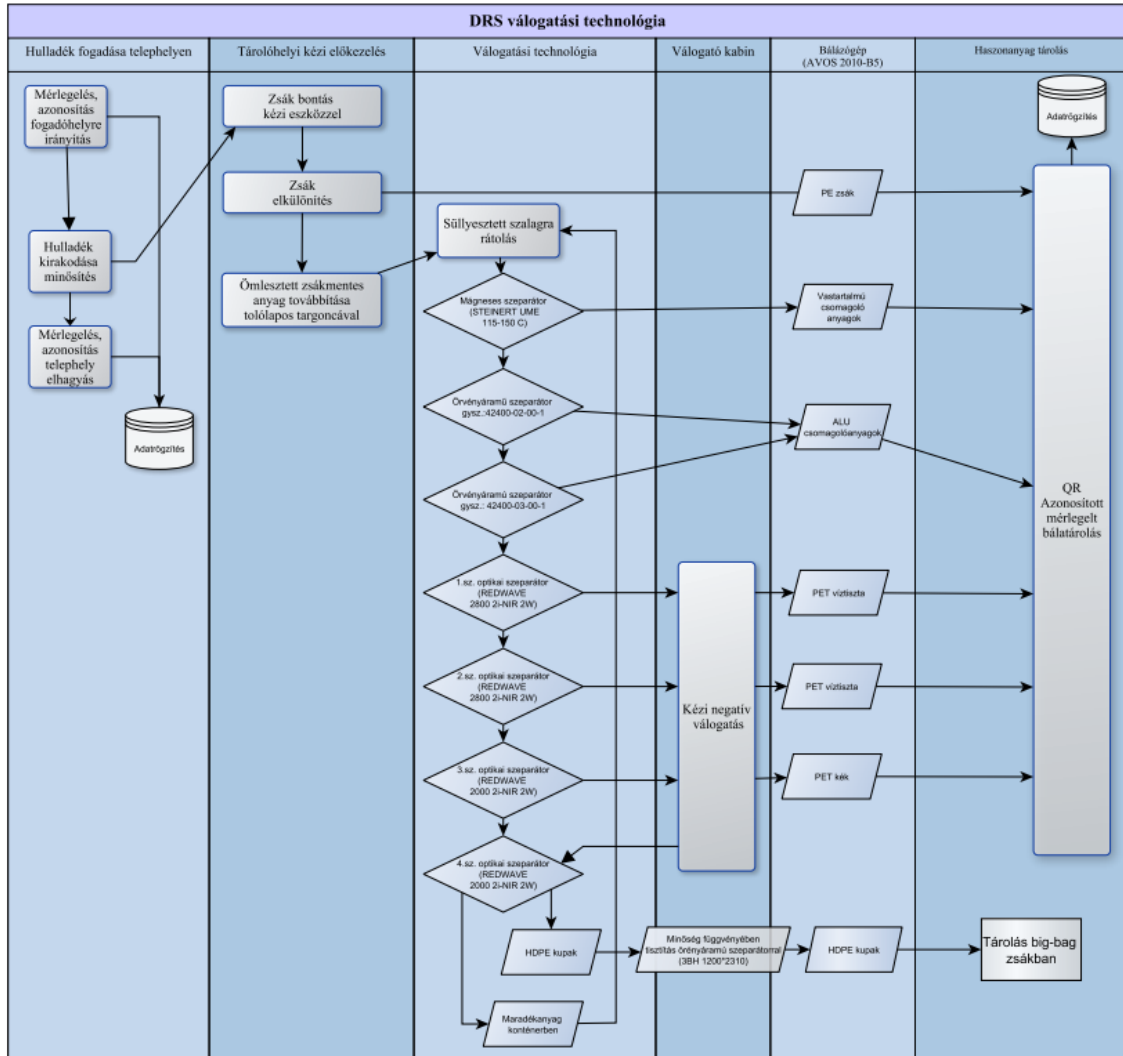 DRS válogatási technológia
Hulladék fogadása telephelyen
Tárolóhelyi kézi előkezelés
Válogatási technológia
Válogató kabin
Bálázógép
(AVOS 2010-B5)
Haszonanyag tárolás
Mérlegelés,
azonosítás
fogadóhelyre
irányítás
Hulladék
kirakodása
minősítés
Mérlegelés,
azonosítás
telephely
elhagyás
Adatrögzítés
Zsák bontás
kézi eszközzel
Zsák
elkülönítés
Ömlesztett zsákmentes
anyag továbbítása
tolólapos targoncával
Süllyesztett szalagra
rátolás
Mágneses szeparátor
(STEINERT UME
115-150 C)
Örvényáramű szeparátor
gysz.:42400-02-00-1
Örvényáramű szeparátor
gysz.: 42400-03-00-1
1.sz. optikai szeparátor
(REDWAVE
2800 2i-NIR 2W)
2.sz. optikai szeparátor
(REDWAVE
2800 2i-NIR 2W)
3.sz. optikai szeparátor
(REDWAVE
2000 2i-NIR 2W)
4.sz. optikai szeparátor
(REDWAVE
2000 2i-NIR 2W)
HDPE kupak
Maradékanyag
konténerben
Kézi negatív
válogatás
Minőség függvényében
tisztítás örényáramú szeparátorral
(3BH 1200*2310)
PE zsák
Vastartalmú
csomagoló
anyagok
ALU
csomagolóanyagok
PET víztiszta
PET víztiszta
PET kék
HDPE kupak
Adatrögzítés
QR
Azonosított
mérlegelt
bálatárolás
Tárolás big-bag
zsákban